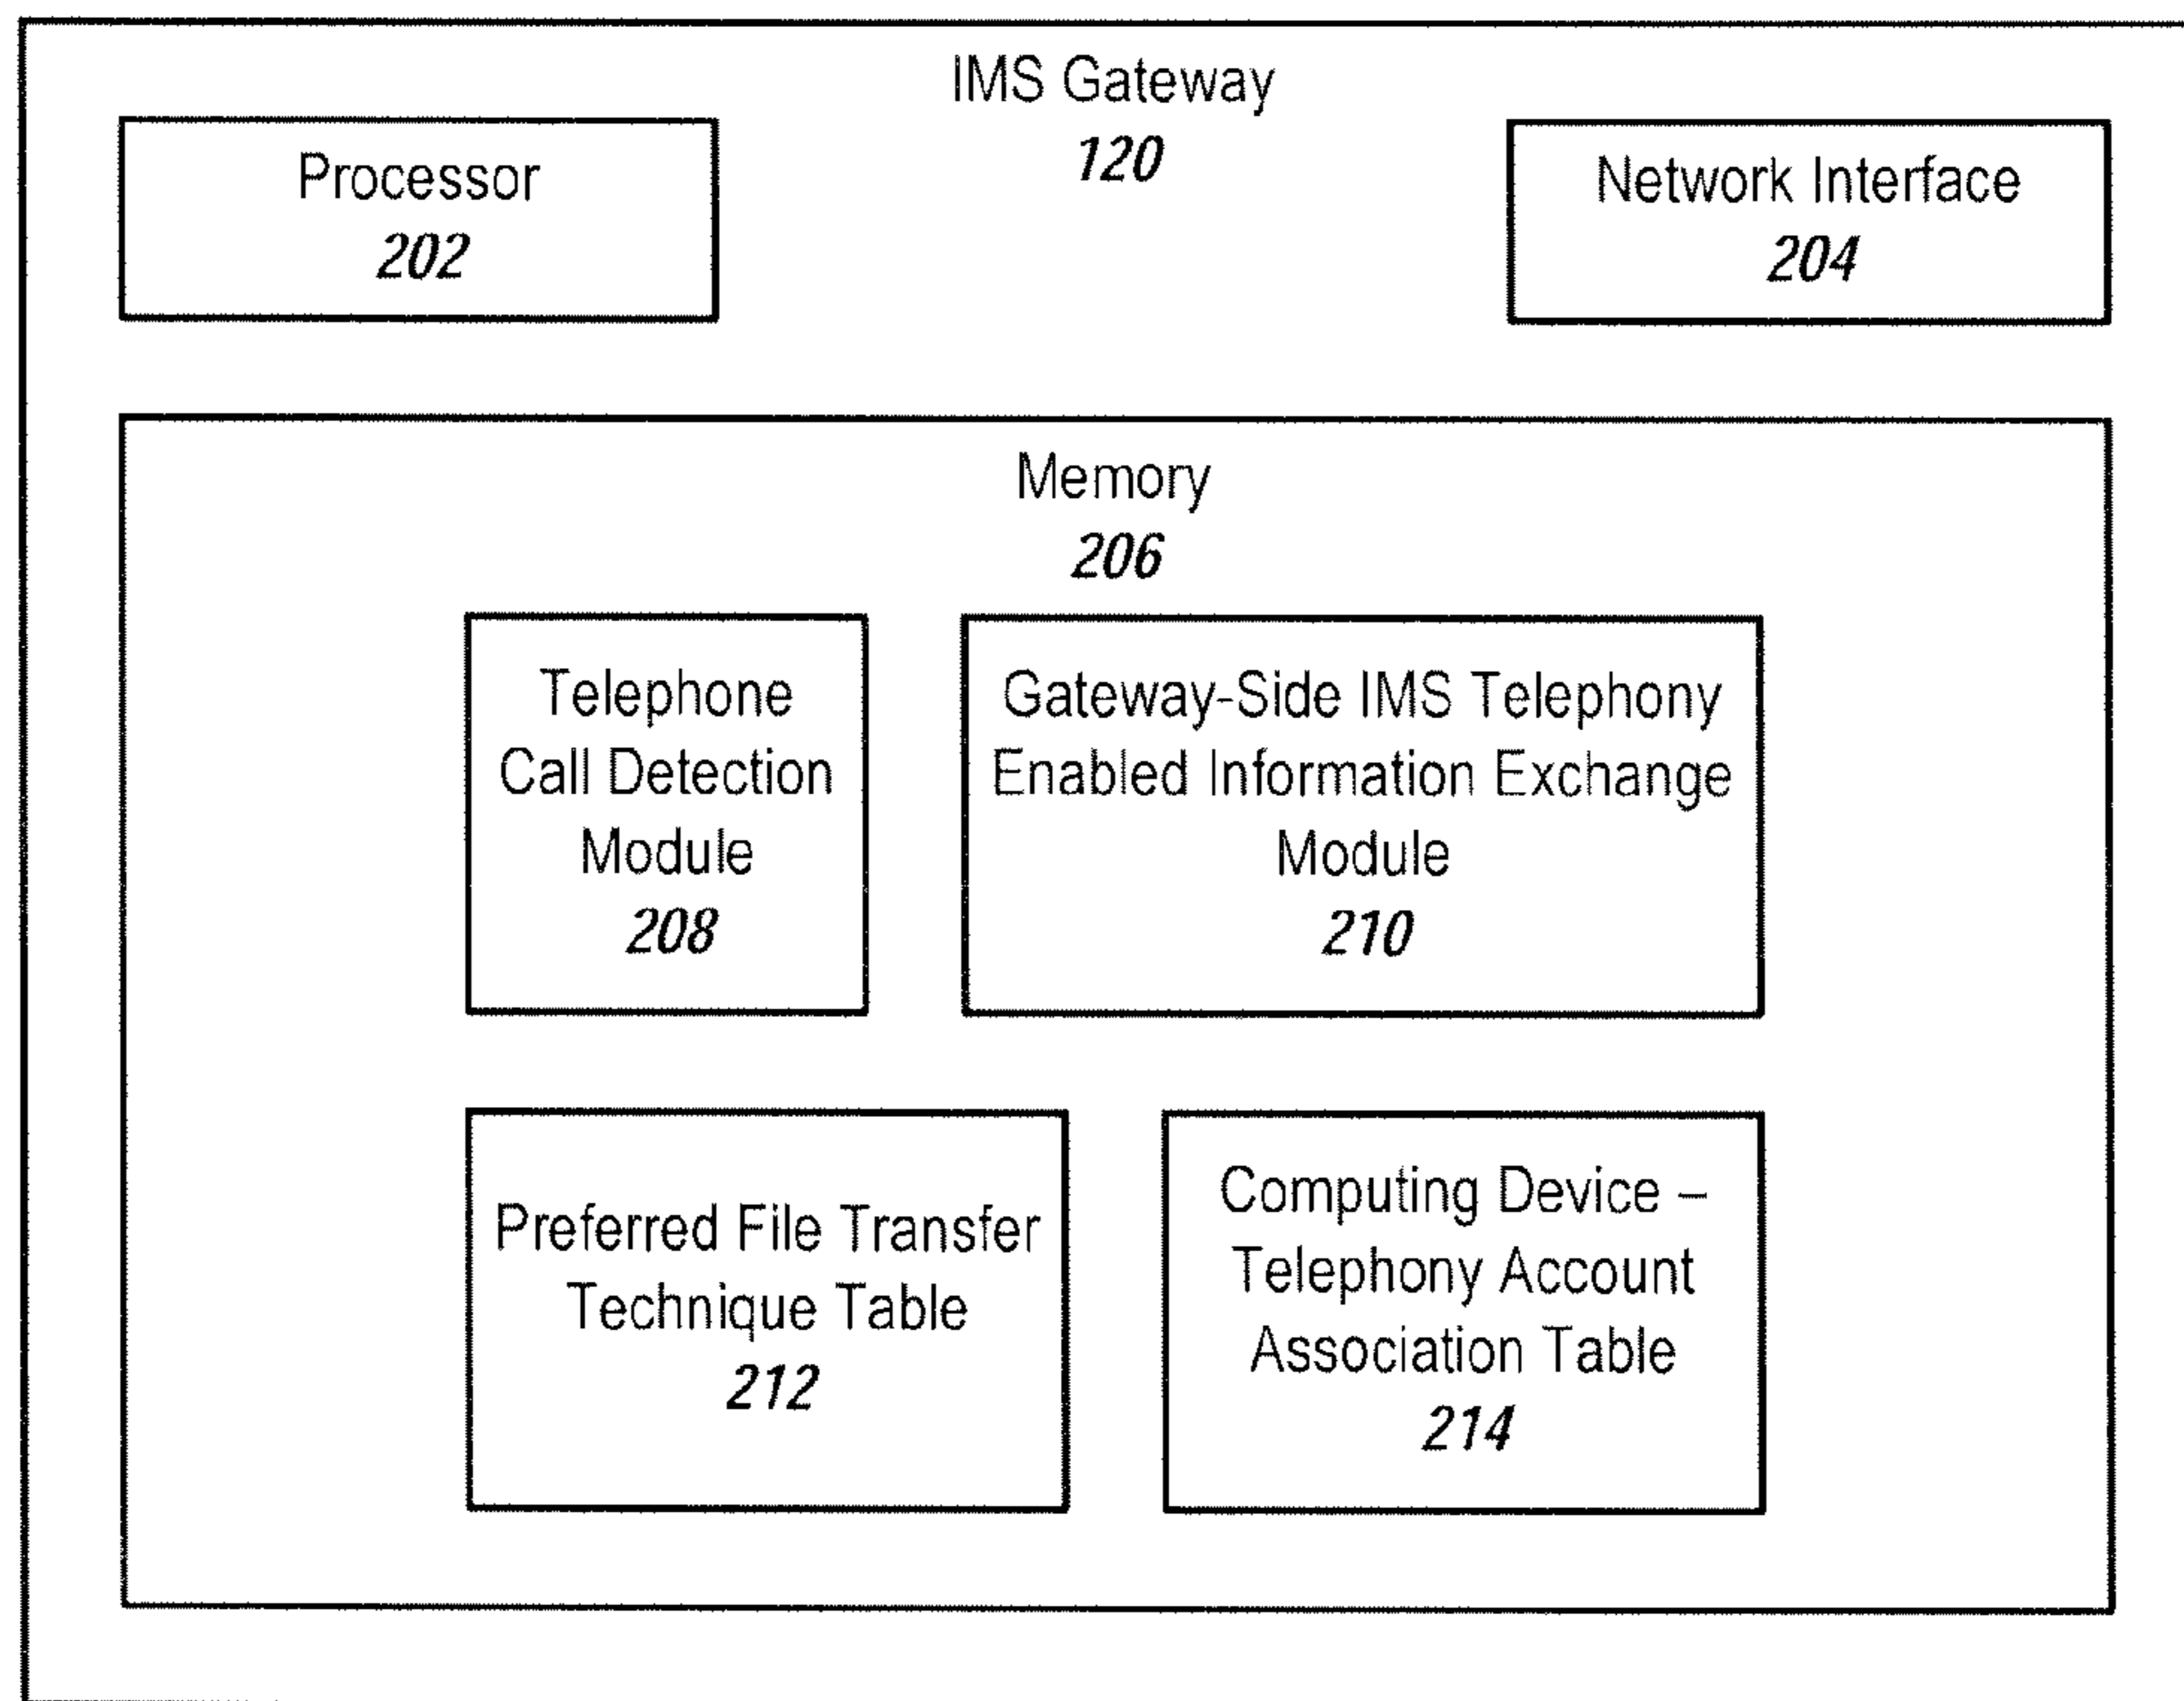 IMS Gateway
120
Processor
202
Network Interface
204
Memory
206
Telephone
Call Detection
Module
208
Gateway-Side IMS Telephony
Enabled Information Exchange
Module
210
Preferred File Transfer
Technique Table
212
Computing Device –
Telephony Account
Association Table
214